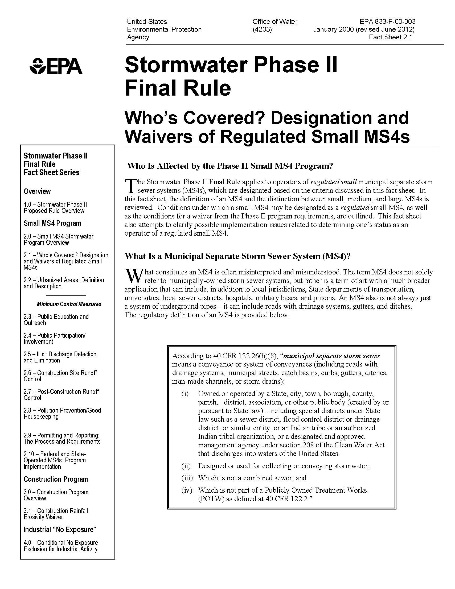 United States
Environmental Protection
Agency
Office of Water
(4203)
EPA 833-F-00-003
January 2000 (revised June 2012)
Fact Sheet 2.1
EPA
Stormwater Phase II
Final Rule
Who's Covered? Designation and
Waivers of Regulated Small MS4s
Stormwater Phase II
Final Rule
Fact Sheet Series
Overview
1.0 – Stormwater Phase II
Proposed Rule Overview
Small MS4 Program
2.0 – Small MS4 Stormwater
Program Overview
2.1 – Who's Covered? Designation
and Waivers of Regulated Small
MS4s
2.2 – Urbanized Areas: Definition
and Description
Minimum Control Measures
2.3 – Public Education and
Outreach
2.4 – Public Participation/
Involvement
2.5 – Illicit Discharge Detection
and Elimination
2.6 – Construction Site Runoff
Control
2.7 – Post-Construction Runoff
Control
2.8 – Pollution Prevention/Good
Housekeeping
2.9 – Permitting and Reporting:
The Process and Requirements
2.10 – Federal and State-
Operated MS4s: Program
Implementation
Construction Program
3.0 – Construction Program
Overview
3.1 – Construction Rainfall
Erosivity Waiver
Industrial "No Exposure"
4.0 – Conditional No Exposure
Exclusion for Industrial Activity
Who Is Affected by the Phase II Small MS4 Program?
The Stormwater Phase II Final Rule applies to operators of regulated small municipal separate storm
sewer systems (MS4s), which are designated based on the criteria discussed in this fact sheet. In
this fact sheet, the definition of an MS4 and the distinction between small, medium, and large MS4s is
reviewed. Conditions under which a small MS4 may be designated as a regulated small MS4, as well
as the conditions for a waiver from the Phase II program requirements, are outlined. This fact sheet
also attempts to clarify possible implementation issues related to determining one's status as an
operator of a regulated small MS4.
What Is a Municipal Separate Storm Sewer System (MS4)?
What constitutes an MS4 is often misinterpreted and misunderstood. The term MS4 does not solely
refer to municipally-owned storm sewer systems, but rather is a term of art with a much broader
application that can include, in addition to local jurisdictions, State departments of transportation,
universities, local sewer districts, hospitals, military bases, and prisons. An MS4 also is not always just
a system of underground pipes – it can include roads with drainage systems, gutters, and ditches.
The regulatory definition of an MS4 is provided below.
According to 40 CFR 122.26(b)(8), "municipal separate storm sewer
means a conveyance or system of conveyances (including roads with
drainage systems, municipal streets, catch basins, curbs, gutters, ditches,
man-made channels, or storm drains):
(i) Owned or operated by a State, city, town, borough, county,
parish, district, association, or other public body (created by or
pursuant to State law)...including special districts under State
law such as a sewer district, flood control district or drainage
district, or similar entity, or an Indian tribe or an authorized
Indian tribal organization, or a designated and approved
management agency under section 208 of the Clean Water Act
that discharges into waters of the United States.
(ii) Designed or used for collecting or conveying stormwater;
(iii) Which is not a combined sewer; and
(iv) Which is not part of a Publicly Owned Treatment Works
(POTW) as defined at 40 CFR 122.2."